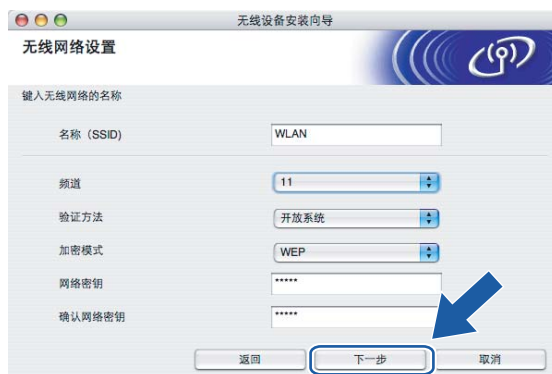 无线设备安装向导
无线网络设置
键入无线网络的名称
名称（SSID) WLAN
频道 11
验证方法 开放系统
加密模式 WEP
网络密钥 *****
确认网络密钥 *****
返回 下一步 取消